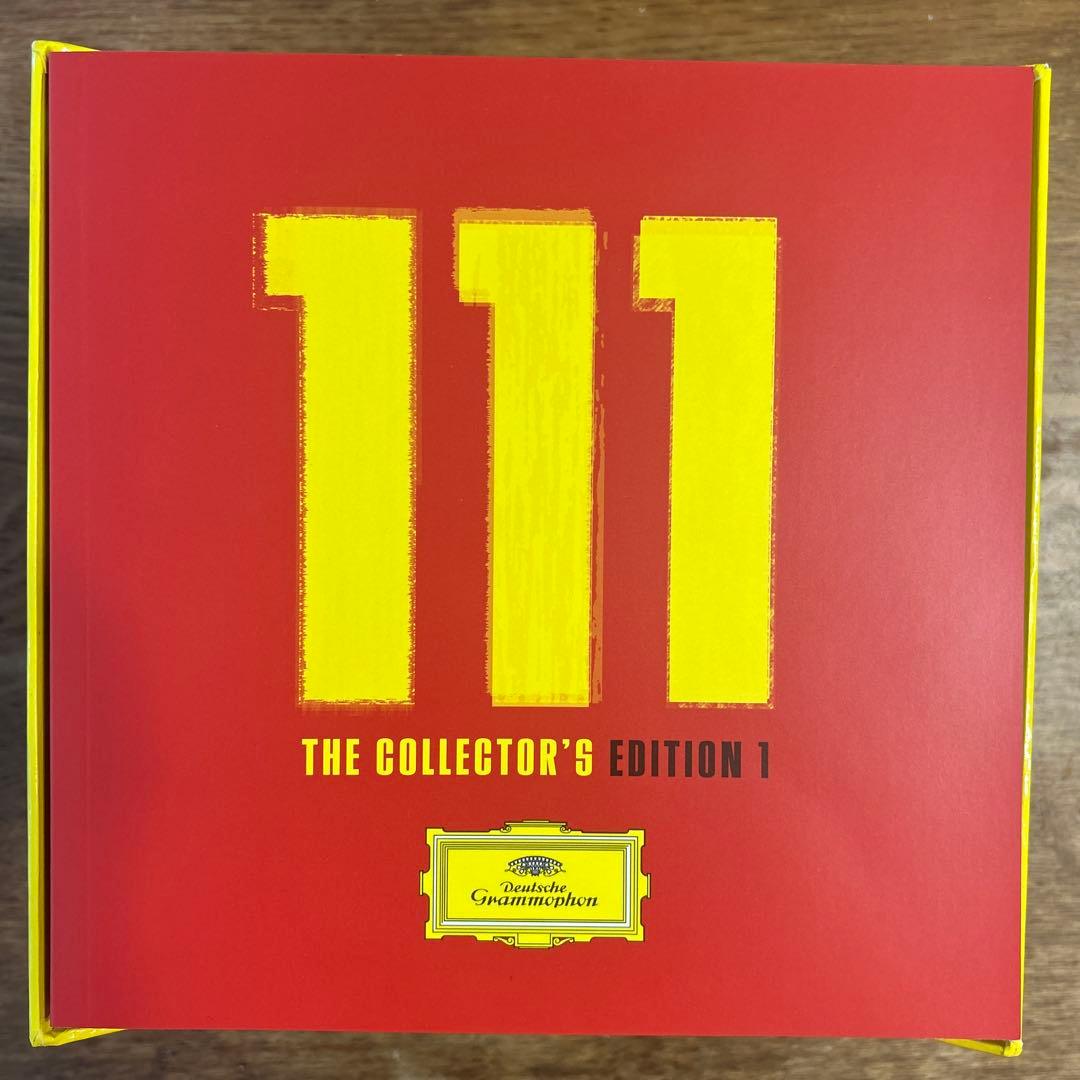 111
THE COLLECTOR'S EDITION 1
Deutsche
Grammophon